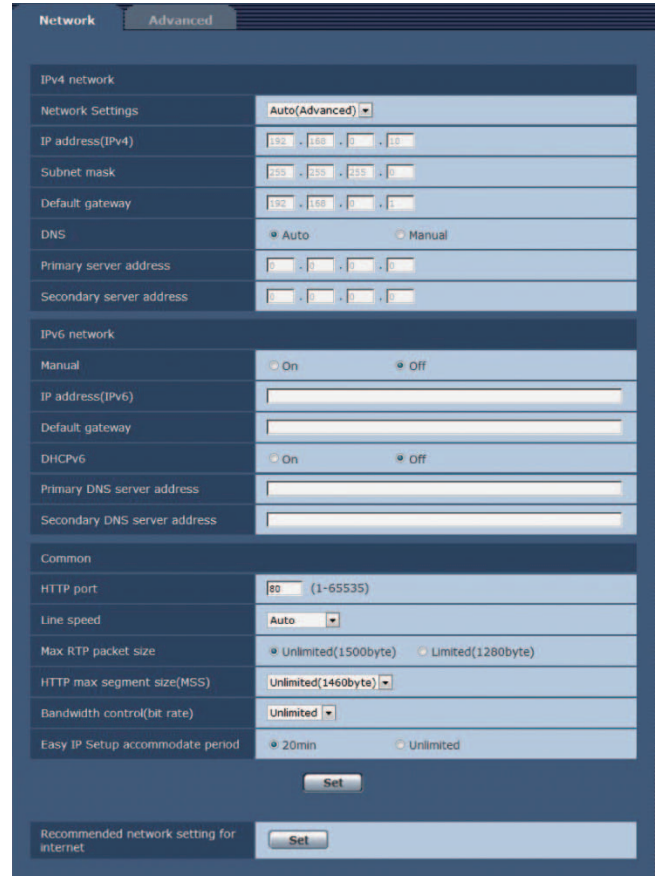 Network Advanced
IPv4 network
Network Settings Auto(Advanced)
IP address(IPv4) 192 . 168 . 0 . 10
Subnet mask 255 . 255 . 255 . 0
Default gateway 192 . 168 . 0 . 1
DNS Auto Manual
Primary server address 0 . 0 . 0 . 0
Secondary server address 0 . 0 . 0 . 0
IPv6 network
Manual On Off
IP address(IPv6)
Default gateway
DHCPv6 On Off
Primary DNS server address
Secondary DNS server address
Common
HTTP port 80 (1-65535)
Line speed Auto
Max RTP packet size Unlimited(1500byte) Limited(1280byte)
HTTP max segment size(MSS) Unlimited(1460byte)
Bandwidth control(bit rate) Unlimited
Easy IP Setup accommodate period 20min Unlimited
Set
Recommended network setting for
internet Set